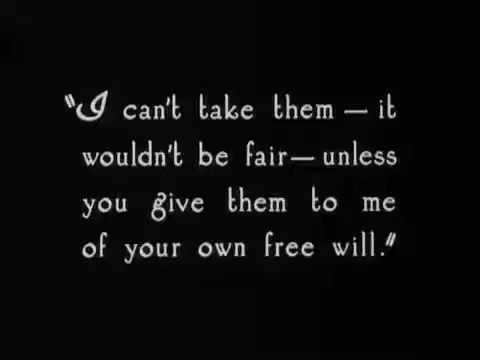 "I can't take them — it
wouldn't be fair — unless
you give them to me
of your own free will."